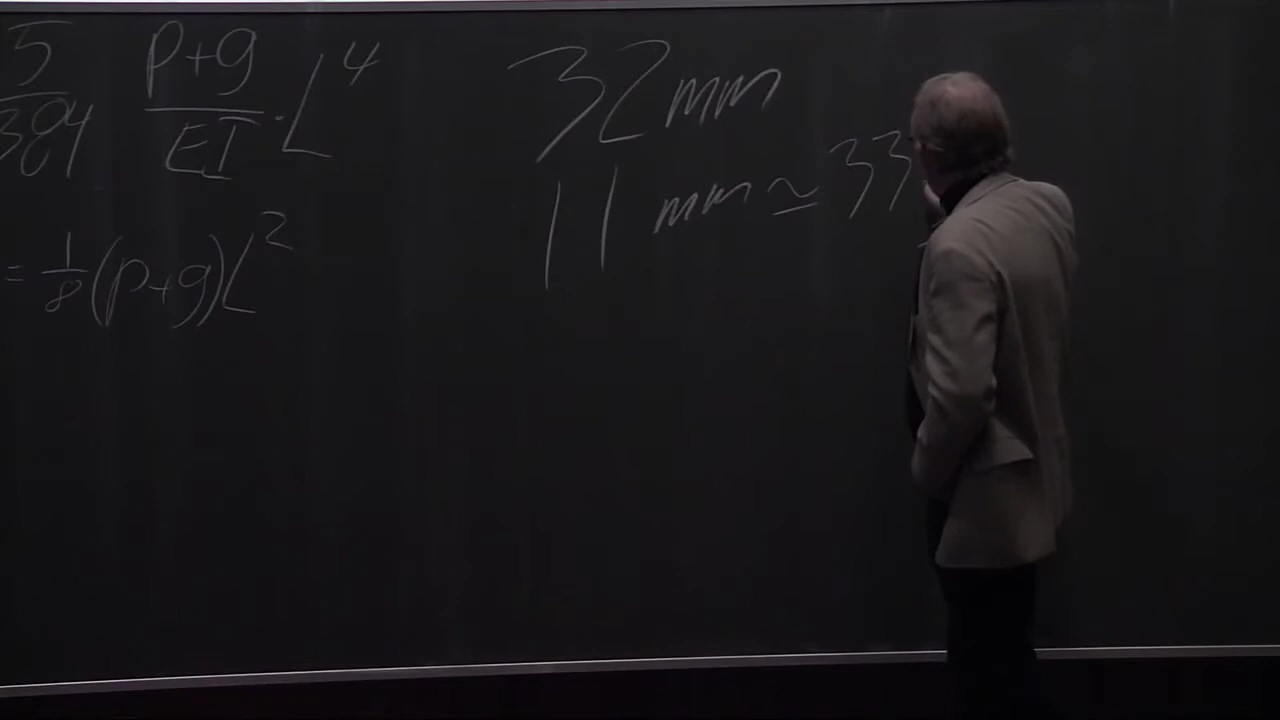 5/384 p+g/EI · L⁴
= 1/8 (p+g)L²
32 mm
11 mm ≃ 33